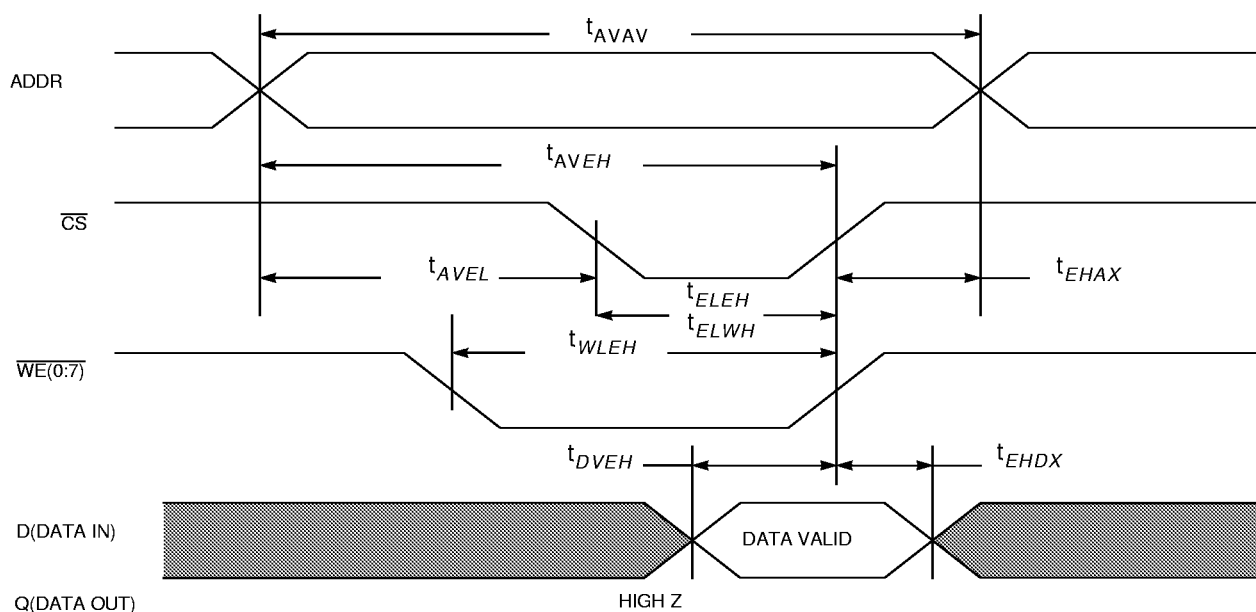 tAVAV
ADDR
tAVEH
CS
tAVEL
tEHAX
tELEH
tELWH
tWLEH
WE(0:7)
tDVEH
tEHDX
D(DATA IN)
DATA VALID
Q(DATA OUT)
HIGH Z